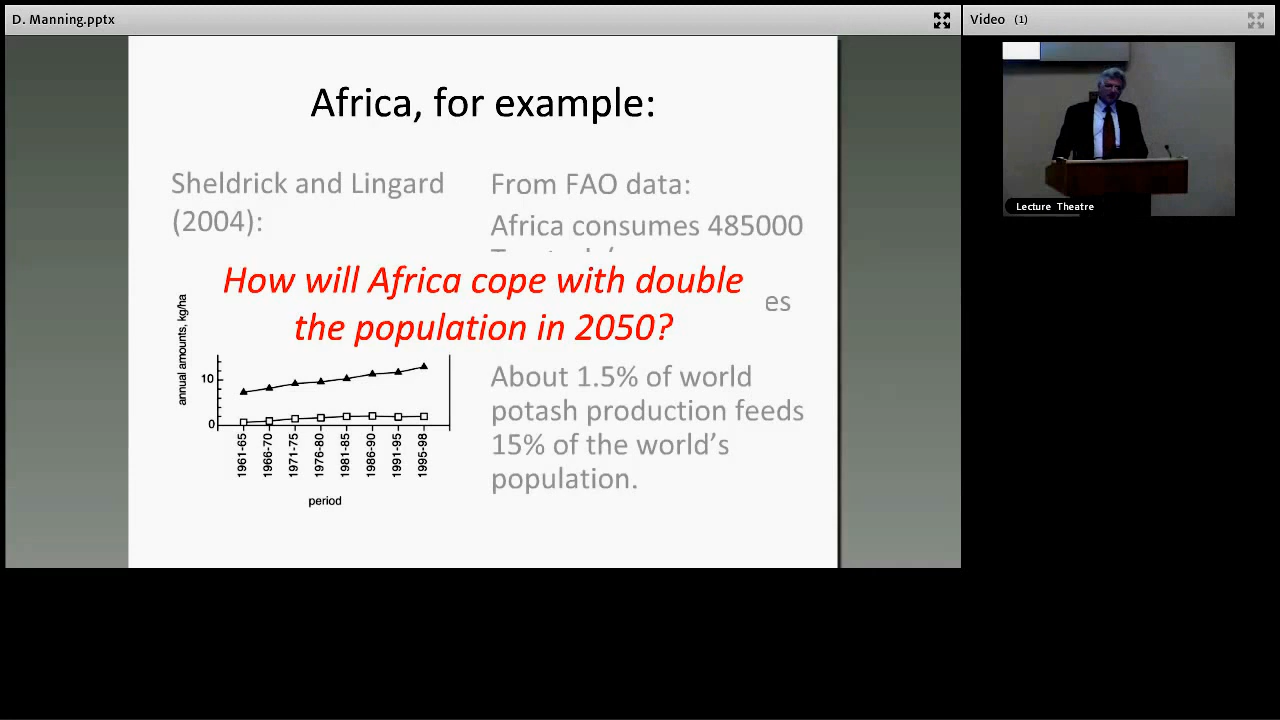 D. Manning.pptx
Video (1)
Africa, for example:
Sheldrick and Lingard
(2004):
From FAO data:
Africa consumes 485000
How will Africa cope with double
the population in 2050?
es
About 1.5% of world
potash production feeds
15% of the world's
population.
annual amounts, kg/ha
10
0
1961-65
1966-70
1971-75
1976-80
1981-85
1986-90
1991-95
1995-98
period
Lecture Theatre